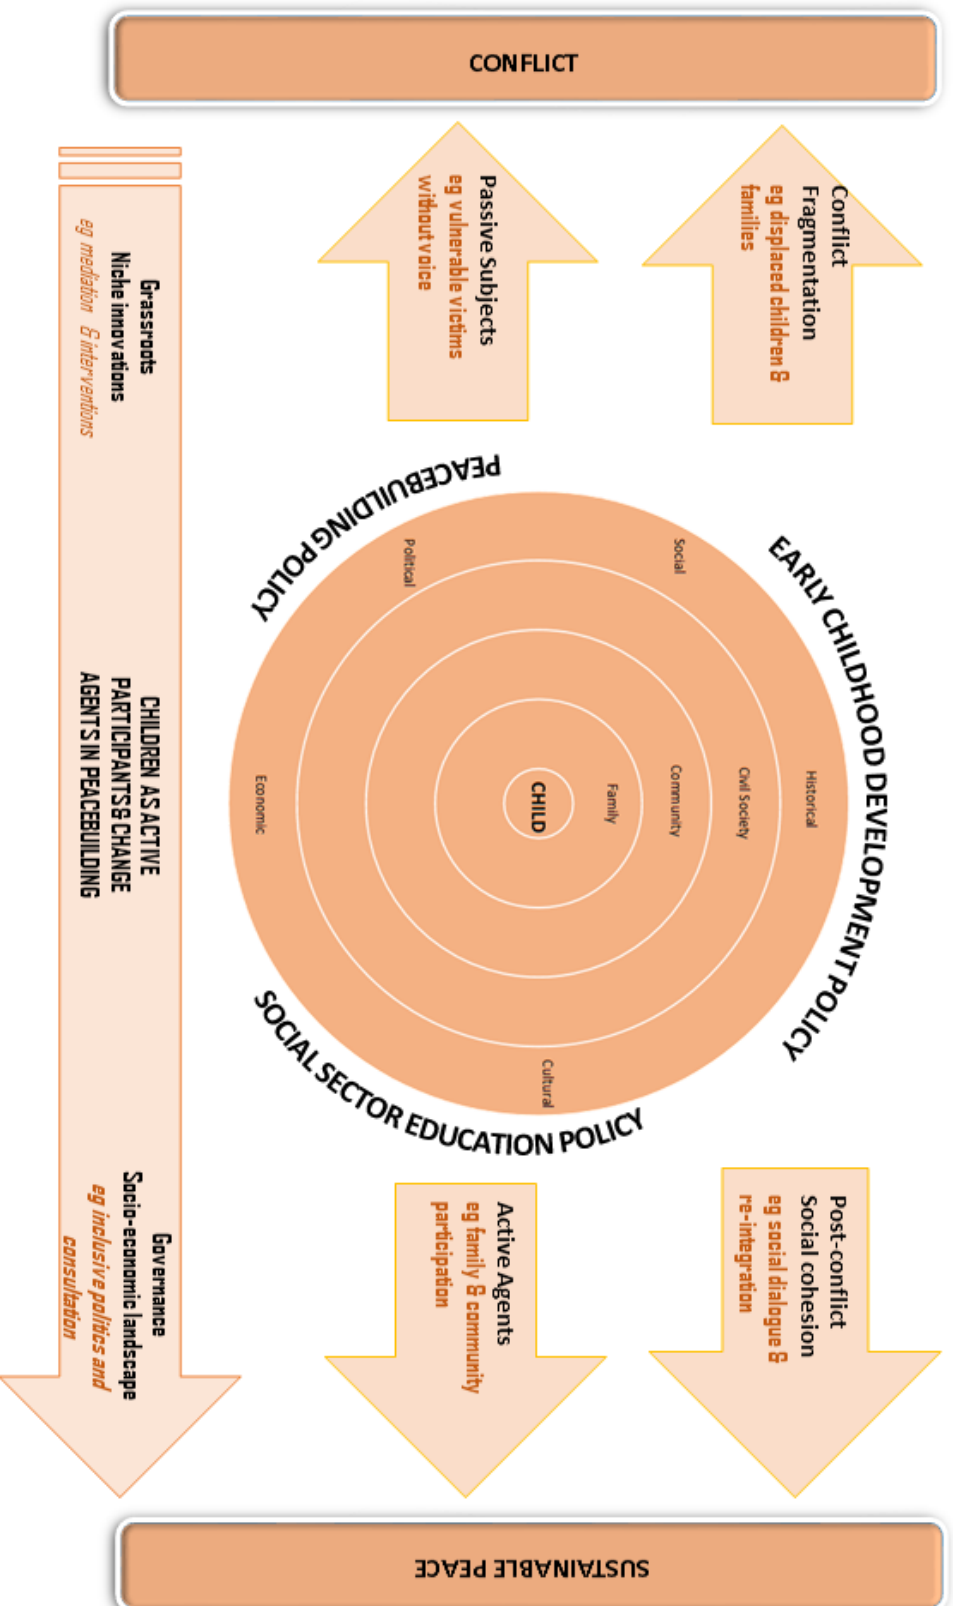 CONFLICT
Conflict
Fragmentation
eg displaced children &
families
Passive Subjects
eg vulnerable victims
without voice
EARLY CHILDHOOD DEVELOPMENT POLICY
PEACEBUILDING POLICY
SOCIAL SECTOR EDUCATION POLICY
Historical
Social
Political
Economic
Cultural
Civil Society
Community
Family
CHILD
Post-conflict
Social cohesion
eg social dialogue &
re-integration
Active Agents
eg family & community
participation
Grassroots
Niche innovations
eg mediation & interventions
CHILDREN AS ACTIVE
PARTICIPANTS& CHANGE
AGENTS IN PEACEBUILDING
Governance
Socio-economic landscape
eg inclusive politics and
consultation
SUSTAINABLE PEACE